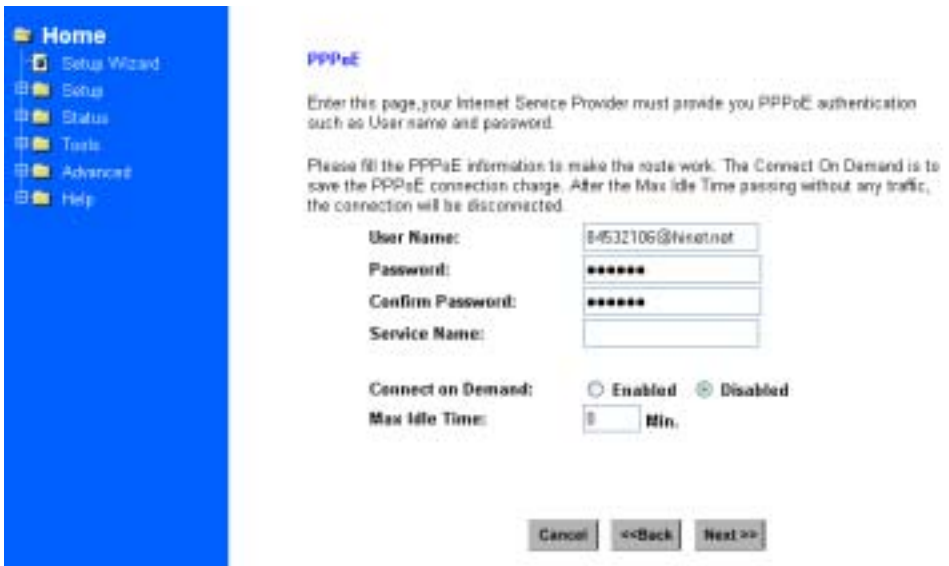 Home
Setup Wizard
Setup
Status
Tools
Advanced
Help
PPPoE
Enter this page,your Internet Service Provider must provide you PPPoE authentication
such as User name and password.
Please fill the PPPoE information to make the route work. The Connect On Demand is to
save the PPPoE connection charge. After the Max Idle Time passing without any traffic,
the connection will be disconnected.
User Name: 84532106@hinet.net
Password: ●●●●●●
Confirm Password: ●●●●●●
Service Name:
Connect on Demand: Enabled Disabled
Max Idle Time: 0 Min.
Cancel <<Back Next >>